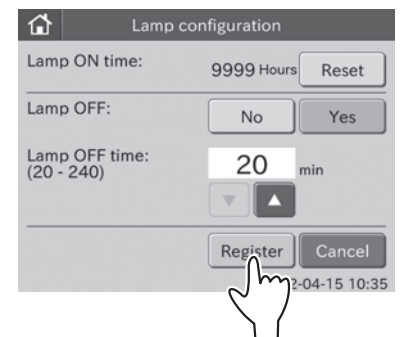 Lamp configuration
Lamp ON time:
9999 Hours Reset
Lamp OFF:
No Yes
Lamp OFF time:
(20 - 240)
20 min
Register Cancel
2-04-15 10:35